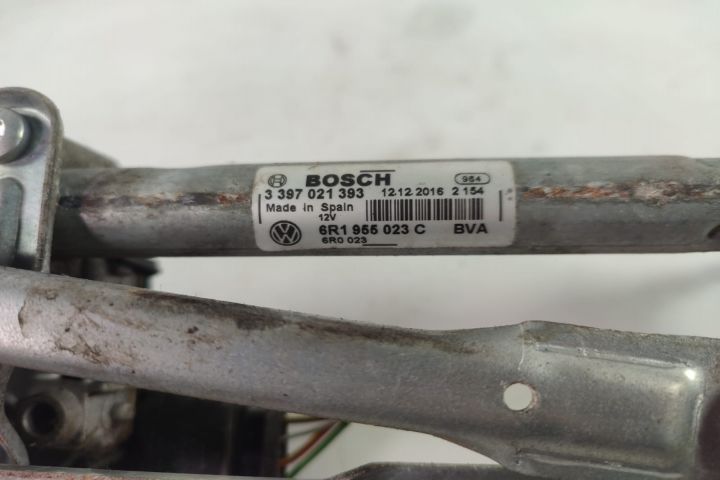 BOSCH 964
3 397 021 393 12.12.2016 2 154
Made in Spain
12V
6R1 955 023 C BVA
6R0 023